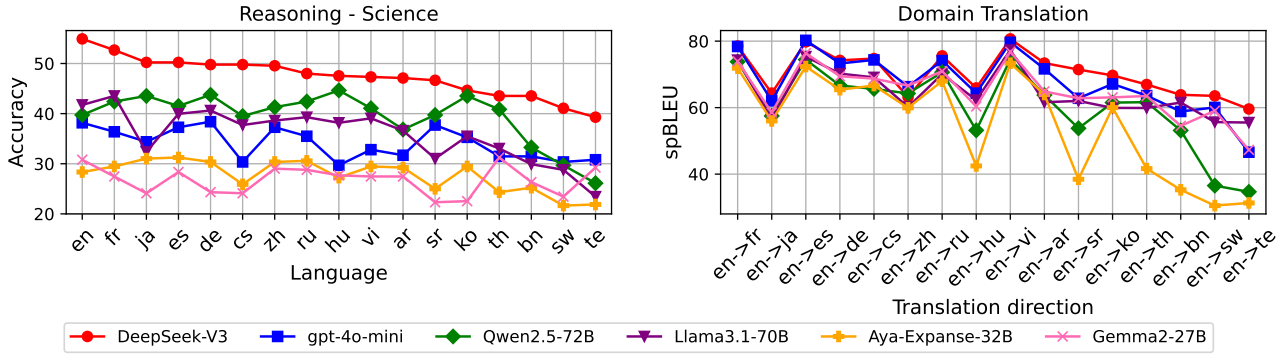 Reasoning - Science
Accuracy
50
40
30
20
en fr ja es de cs zh ru hu vi ar sr ko th bn sw te
Language
Domain Translation
spBLEU
80
60
40
en->fr en->ja en->es en->de en->cs en->zh en->ru en->hu en->vi en->ar en->sr en->ko en->th en->bn en->sw en->te
Translation direction
DeepSeek-V3 gpt-4o-mini Qwen2.5-72B Llama3.1-70B Aya-Expanse-32B Gemma2-27B